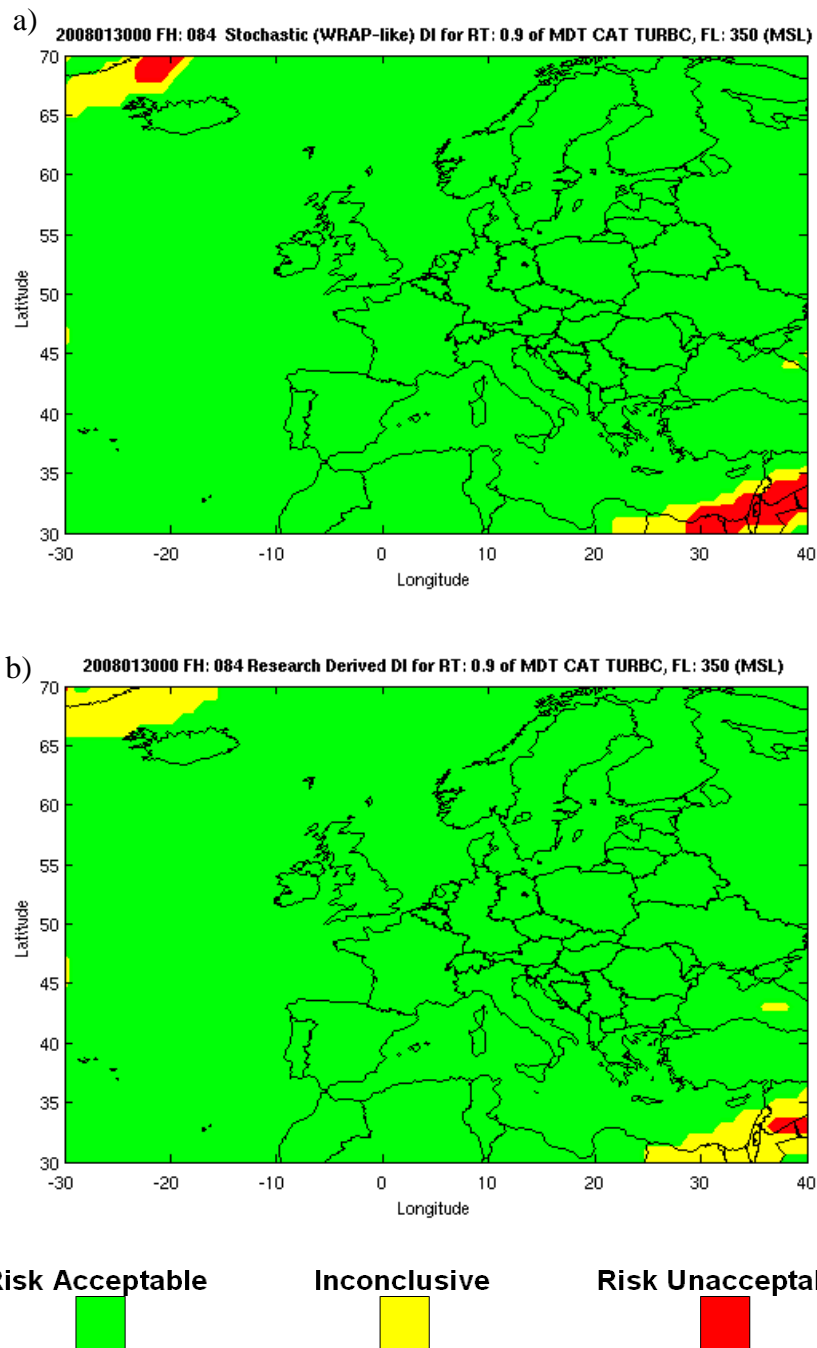 a)
2008013000 FH: 084 Stochastic (WRAP-like) DI for RT: 0.9 of MDT CAT TURBC, FL: 350 (MSL)
70
65
60
55
50
45
40
35
30
Latitude
-30 -20 -10 0 10 20 30 40
Longitude
b)
2008013000 FH: 084 Research Derived DI for RT: 0.9 of MDT CAT TURBC, FL: 350 (MSL)
70
65
60
55
50
45
40
35
30
Latitude
-30 -20 -10 0 10 20 30 40
Longitude
isk Acceptable Inconclusive Risk Unaccepta